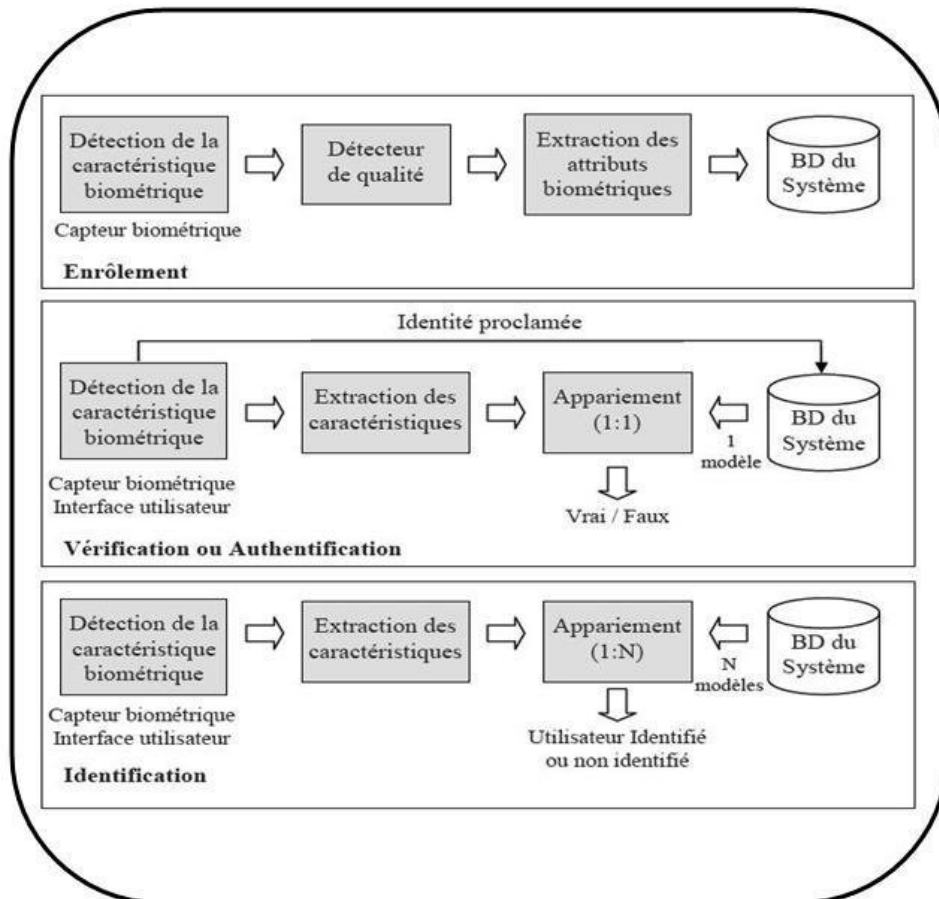 Détection de la
caractéristique
biométrique
Capteur biométrique
Détecteur
de qualité
Extraction des
attributs
biométriques
BD du
Système
Enrôlement
Identité proclamée
Détection de la
caractéristique
biométrique
Capteur biométrique
Interface utilisateur
Extraction des
caractéristiques
Appariement
(1:1)
1
modèle
BD du
Système
Vrai / Faux
Vérification ou Authentification
Détection de la
caractéristique
biométrique
Capteur biométrique
Interface utilisateur
Extraction des
caractéristiques
Appariement
(1:N)
N
modèles
BD du
Système
Utilisateur Identifié
ou non identifié
Identification